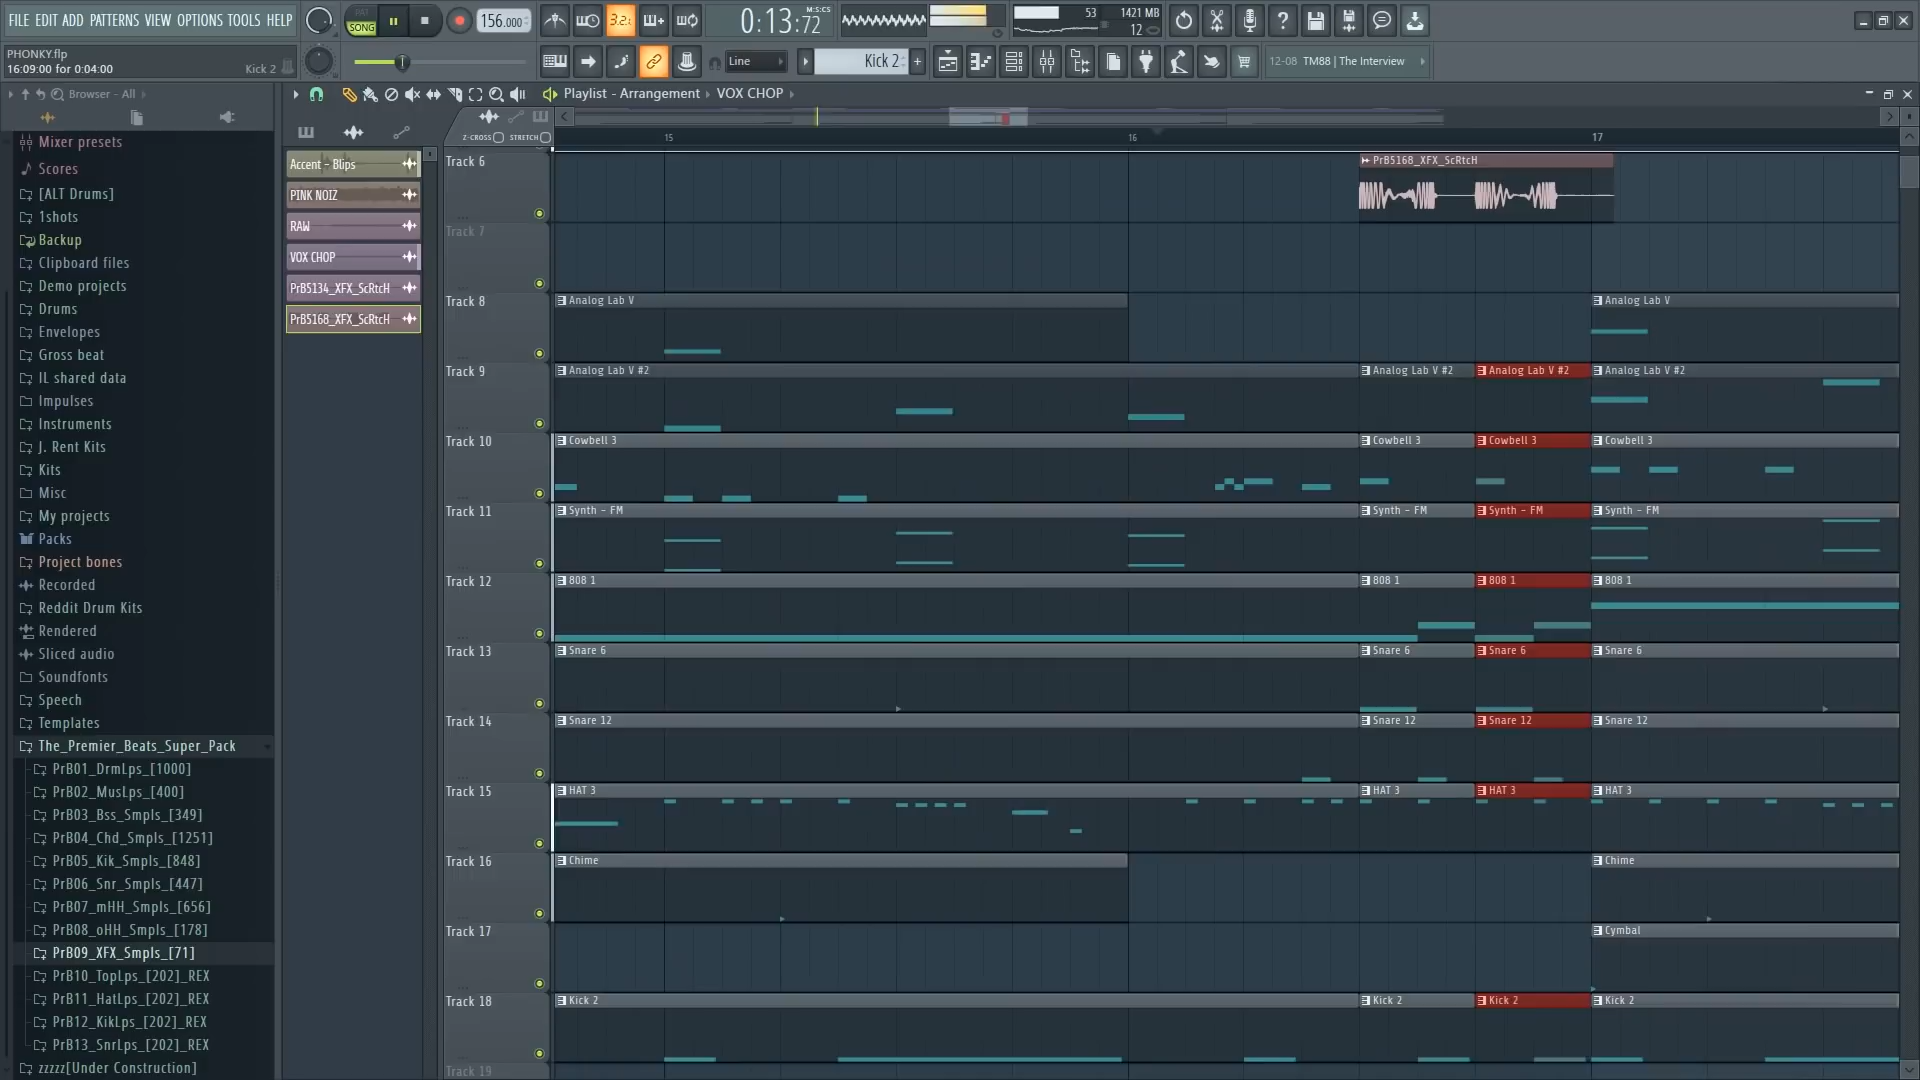 FILE EDIT ADD PATTERNS VIEW OPTIONS TOOLS HELP
PAT
SONG
156.000
3.2.
0:13:72
M:S:CS
53
1421 MB
12
PHONKY.flp
16:09:00 for 0:04:00
Kick 2
Line
Kick 2
12-08 TM88 | The Interview
Browser - All
Playlist - Arrangement › VOX CHOP ›
Z-CROSS
STRETCH
15
16
17
Mixer presets
Scores
[ALT Drums]
1shots
Backup
Clipboard files
Demo projects
Drums
Envelopes
Gross beat
IL shared data
Impulses
Instruments
J. Rent Kits
Kits
Misc
My projects
Packs
Project bones
Recorded
Reddit Drum Kits
Rendered
Sliced audio
Soundfonts
Speech
Templates
The_Premier_Beats_Super_Pack
PrB01_DrmLps_[1000]
PrB02_MusLps_[400]
PrB03_Bss_Smpls_[349]
PrB04_Chd_Smpls_[1251]
PrB05_Kik_Smpls_[848]
PrB06_Snr_Smpls_[447]
PrB07_mHH_Smpls_[656]
PrB08_oHH_Smpls_[178]
PrB09_XFX_Smpls_[71]
PrB10_TopLps_[202]_REX
PrB11_HatLps_[202]_REX
PrB12_KikLps_[202]_REX
PrB13_SnrLps_[202]_REX
zzzzz[Under Construction]
Accent - Blips
PINK NOIZ
RAW
VOX CHOP
PrB5134_XFX_ScRtcH
PrB5168_XFX_ScRtcH
Track 6
PrB5168_XFX_ScRtcH
Track 7
Track 8
Analog Lab V
Analog Lab V
Track 9
Analog Lab V #2
Analog Lab V #2
Analog Lab V #2
Analog Lab V #2
Track 10
Cowbell 3
Cowbell 3
Cowbell 3
Cowbell 3
Track 11
Synth - FM
Synth - FM
Synth - FM
Synth - FM
Track 12
808 1
808 1
808 1
808 1
Track 13
Snare 6
Snare 6
Snare 6
Snare 6
Track 14
Snare 12
Snare 12
Snare 12
Snare 12
Track 15
HAT 3
HAT 3
HAT 3
HAT 3
Track 16
Chime
Chime
Track 17
Cymbal
Track 18
Kick 2
Kick 2
Kick 2
Kick 2
Track 19